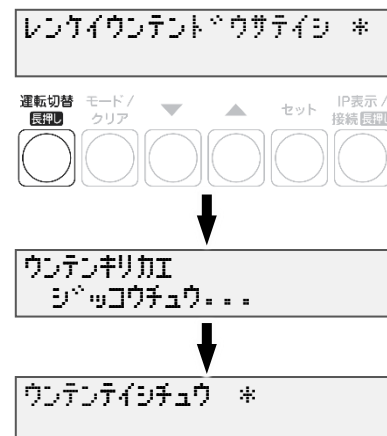 レンケイウンテンドウサテイシ ＊
運転切替 長押し
モード/クリア
▼
▲
セット
IP表示/接続 長押し
ウンテンキリカエ
ジッコウチュウ...
ウンテンテイシチュウ ＊